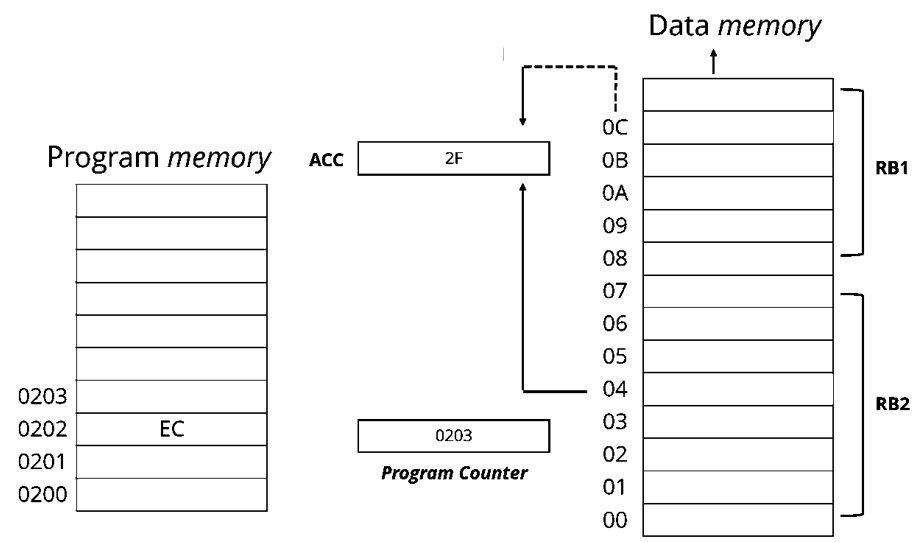 Data memory
Program memory
ACC
2F
0C
0B
0A
09
08
07
06
05
04
03
02
01
00
RB1
RB2
0203
0202
EC
0201
0200
0203
Program Counter